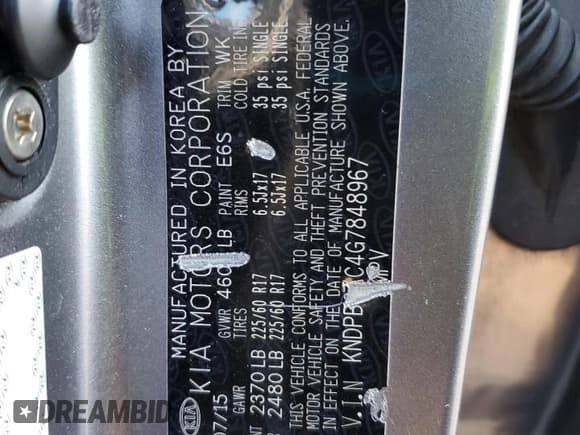 MANUFACTURED IN KOREA BY
KIA MOTORS CORPORATION
07/15 GVWR LB PAINT E6S TRIM WK
GAWR TIRES RIMS COLD TIRE IN
2370 LB 225/60 R17 6.5Jx17 35 psi SINGLE
2480 LB 225/60 R17 6.5Jx17 35 psi SINGLE
THIS VEHICLE CONFORMS TO ALL APPLICABLE U.S.A. FEDERAL
MOTOR VEHICLE SAFETY AND THEFT PREVENTION STANDARDS
IN EFFECT ON THE DATE OF MANUFACTURE SHOWN ABOVE.
V.I.N
KIA
DREAMBID